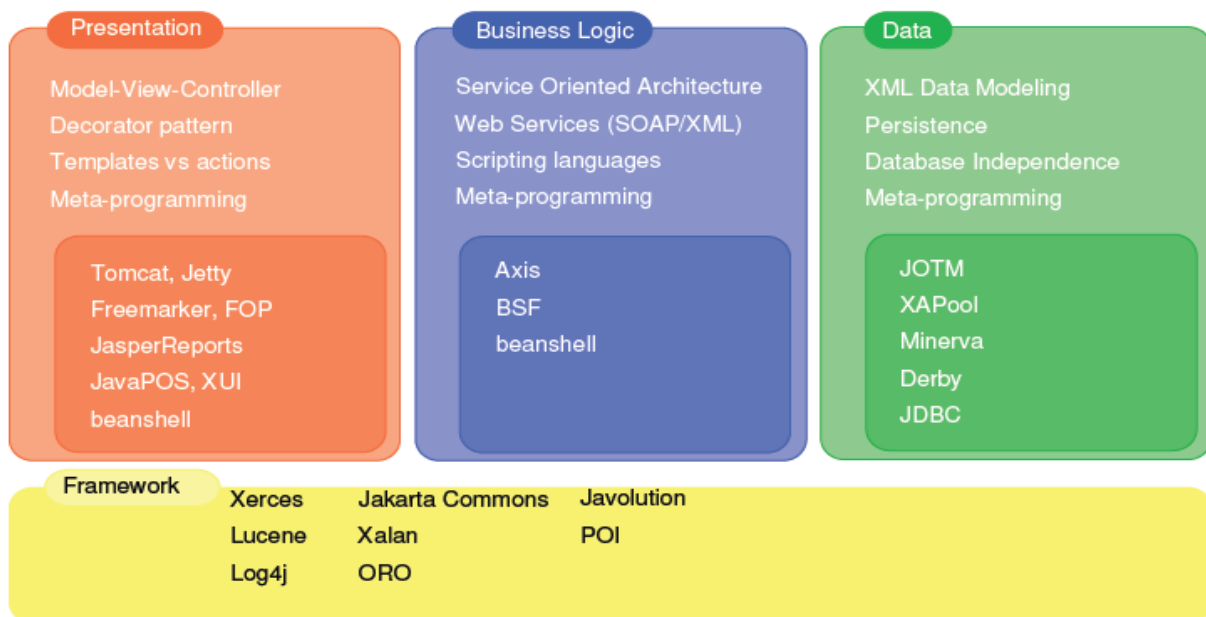 Presentation
Model-View-Controller
Decorator pattern
Templates vs actions
Meta-programming
Tomcat, Jetty
Freemarker, FOP
JasperReports
JavaPOS, XUI
beanshell
Business Logic
Service Oriented Architecture
Web Services (SOAP/XML)
Scripting languages
Meta-programming
Axis
BSF
beanshell
Data
XML Data Modeling
Persistence
Database Independence
Meta-programming
JOTM
XAPool
Minerva
Derby
JDBC
Framework
Xerces
Lucene
Log4j
Jakarta Commons
Xalan
ORO
Javolution
POI